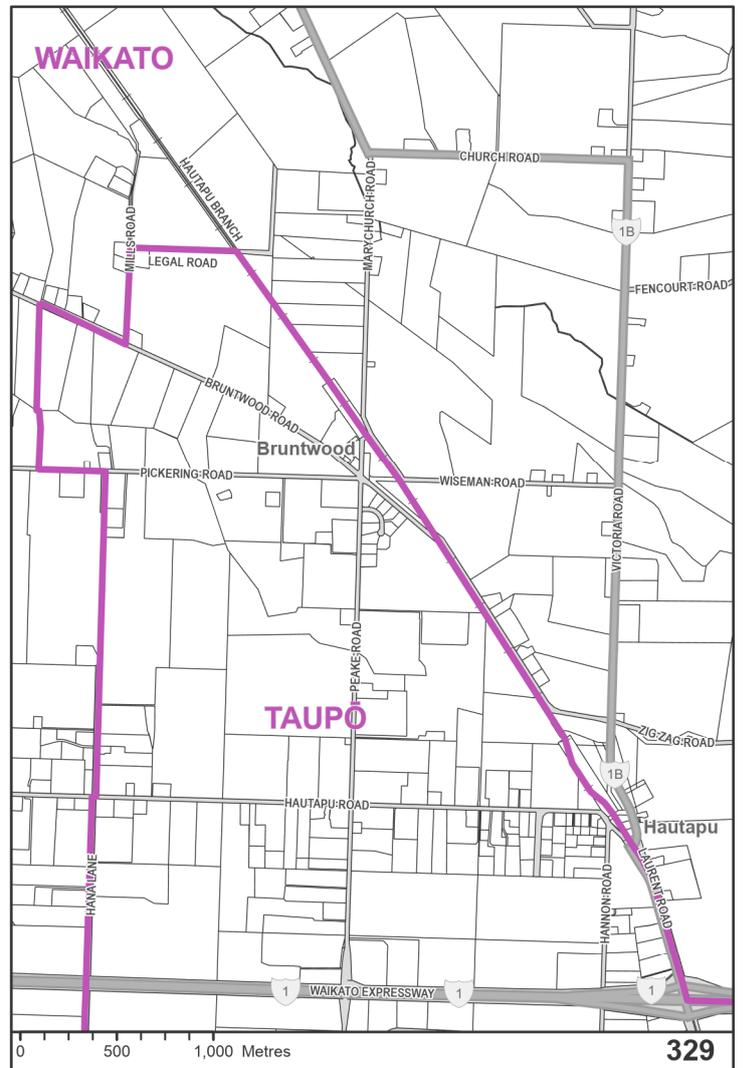 WAIKATO
CHURCH ROAD
HAUTAPU BRANCH
MARYCHURCH ROAD
MILLS ROAD
1B
LEGAL ROAD
FENCOURT ROAD
BRUNTWOOD ROAD
Bruntwood
PICKERING ROAD
WISEMAN ROAD
VICTORIA ROAD
PEAKE ROAD
TAUPŌ
ZIG ZAG ROAD
1B
HAUTAPU ROAD
Hautapu
HANA LANE
HANNON ROAD
LAURENT ROAD
1
WAIKATO EXPRESSWAY
1
1
0 500 1,000 Metres
329